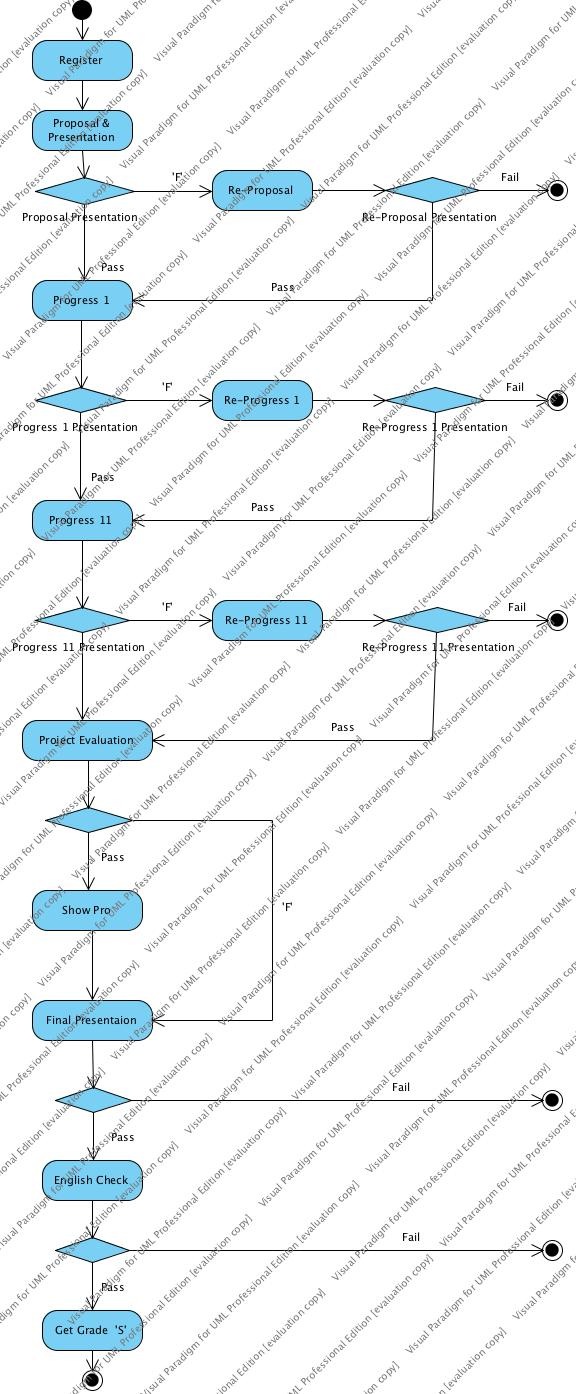 Register
Proposal &
Presentation
'F'
Re-Proposal
Fail
Proposal Presentation
Re-Proposal Presentation
Pass
Pass
Progress 1
'F'
Re-Progress 1
Fail
Progress 1 Presentation
Re-Progress 1 Presentation
Pass
Pass
Progress 11
'F'
Re-Progress 11
Fail
Progress 11 Presentation
Re-Progress 11 Presentation
Pass
Project Evaluation
Pass
Show Pro
'F'
Final Presentaion
Fail
Pass
English Check
Fail
Pass
Get Grade 'S'
Visual Paradigm for UML Professional Edition [evaluation copy]